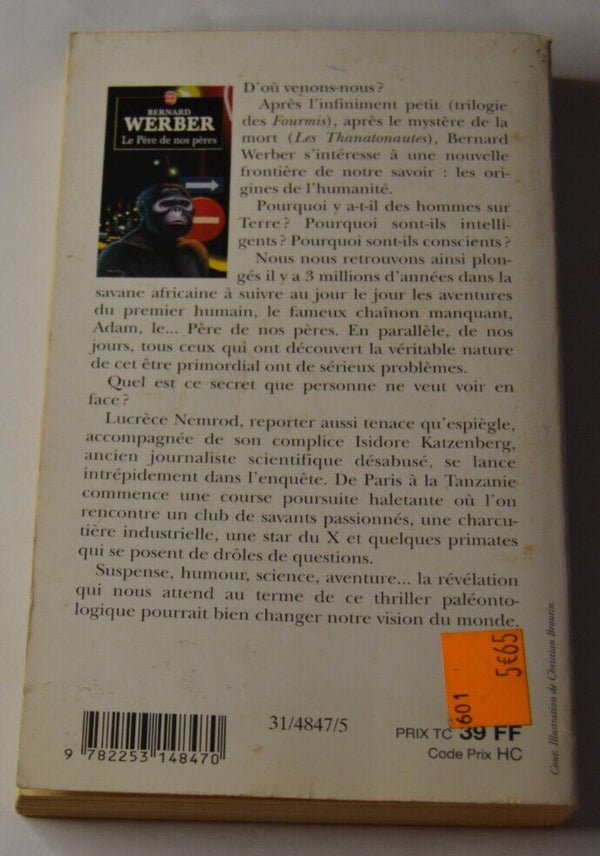 D'où venons-nous ?
Après l'infiniment petit (trilogie
des Fourmis), après le mystère de la
mort (Les Thanatonautes), Bernard
Werber s'intéresse à une nouvelle
frontière de notre savoir : les ori-
gines de l'humanité.
Pourquoi y a-t-il des hommes sur
Terre ? Pourquoi sont-ils intelli-
gents ? Pourquoi sont-ils conscients ?
Nous nous retrouvons ainsi plon-
gés il y a 3 millions d'années dans la
savane africaine à suivre au jour le jour les aventures
du premier humain, le fameux chaînon manquant,
Adam, le... Père de nos pères. En parallèle, de nos
jours, tous ceux qui ont découvert la véritable nature
de cet être primordial ont de sérieux problèmes.
Quel est ce secret que personne ne veut voir en
face ?
Lucrèce Nemrod, reporter aussi tenace qu'espiègle,
accompagnée de son complice Isidore Katzenberg,
ancien journaliste scientifique désabusé, se lance
intrépidement dans l'enquête. De Paris à la Tanzanie
commence une course poursuite haletante où l'on
rencontre un club de savants passionnés, une charcu-
tière industrielle, une star du X et quelques primates
qui se posent de drôles de questions.
Suspense, humour, science, aventure... la révélation
qui nous attend au terme de ce thriller paléonto-
logique pourrait bien changer notre vision du monde.
BERNARD
WERBER
Le Père de nos pères
Couv. Illustration de Christian Broutin.
601
5€65
31/4847/5
PRIX TC 39 FF
Code Prix HC
9 782253 148470